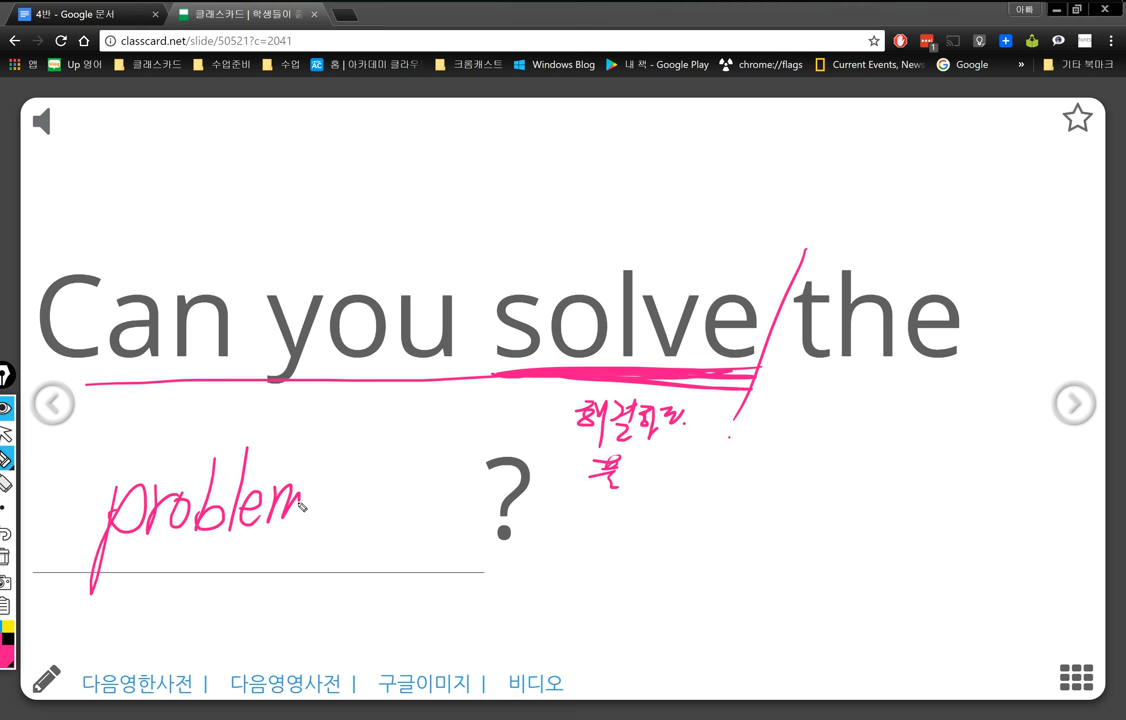 4반 - Google 문서
클래스카드 | 학생들이 좋
아빠
classcard.net/slide/50521?c=2041
1
앱 Up 영어 클래스카드 수업준비 수업 홈 | 아카데미 클라우 크롬캐스트 Windows Blog 내 책 - Google Play chrome://flags Current Events, News Google » 기타 북마크
Can you solve / the
해결하다.
풀
problem ?
다음영한사전 | 다음영영사전 | 구글이미지 | 비디오